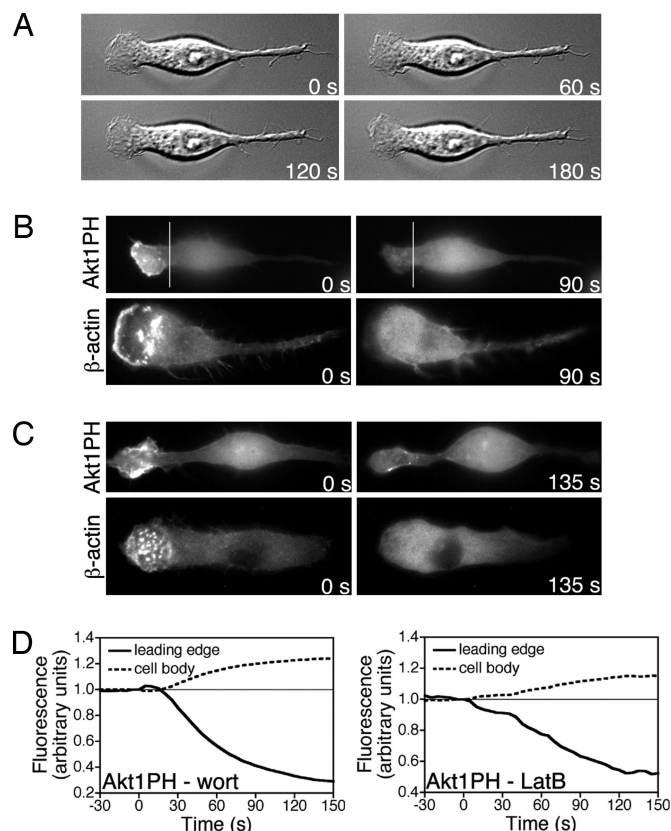 A
0 s
60 s
120 s
180 s
B
Akt1PH
0 s
90 s
β-actin
0 s
90 s
C
Akt1PH
0 s
135 s
β-actin
0 s
135 s
D
Fluorescence
(arbitrary units)
1.4
1.2
1.0
0.8
0.6
0.4
0.2
leading edge
cell body
Akt1PH - wort
-30 0 30 60 90 120 150
Time (s)
Fluorescence
(arbitrary units)
1.4
1.2
1.0
0.8
0.6
0.4
0.2
leading edge
cell body
Akt1PH - LatB
-30 0 30 60 90 120 150
Time (s)